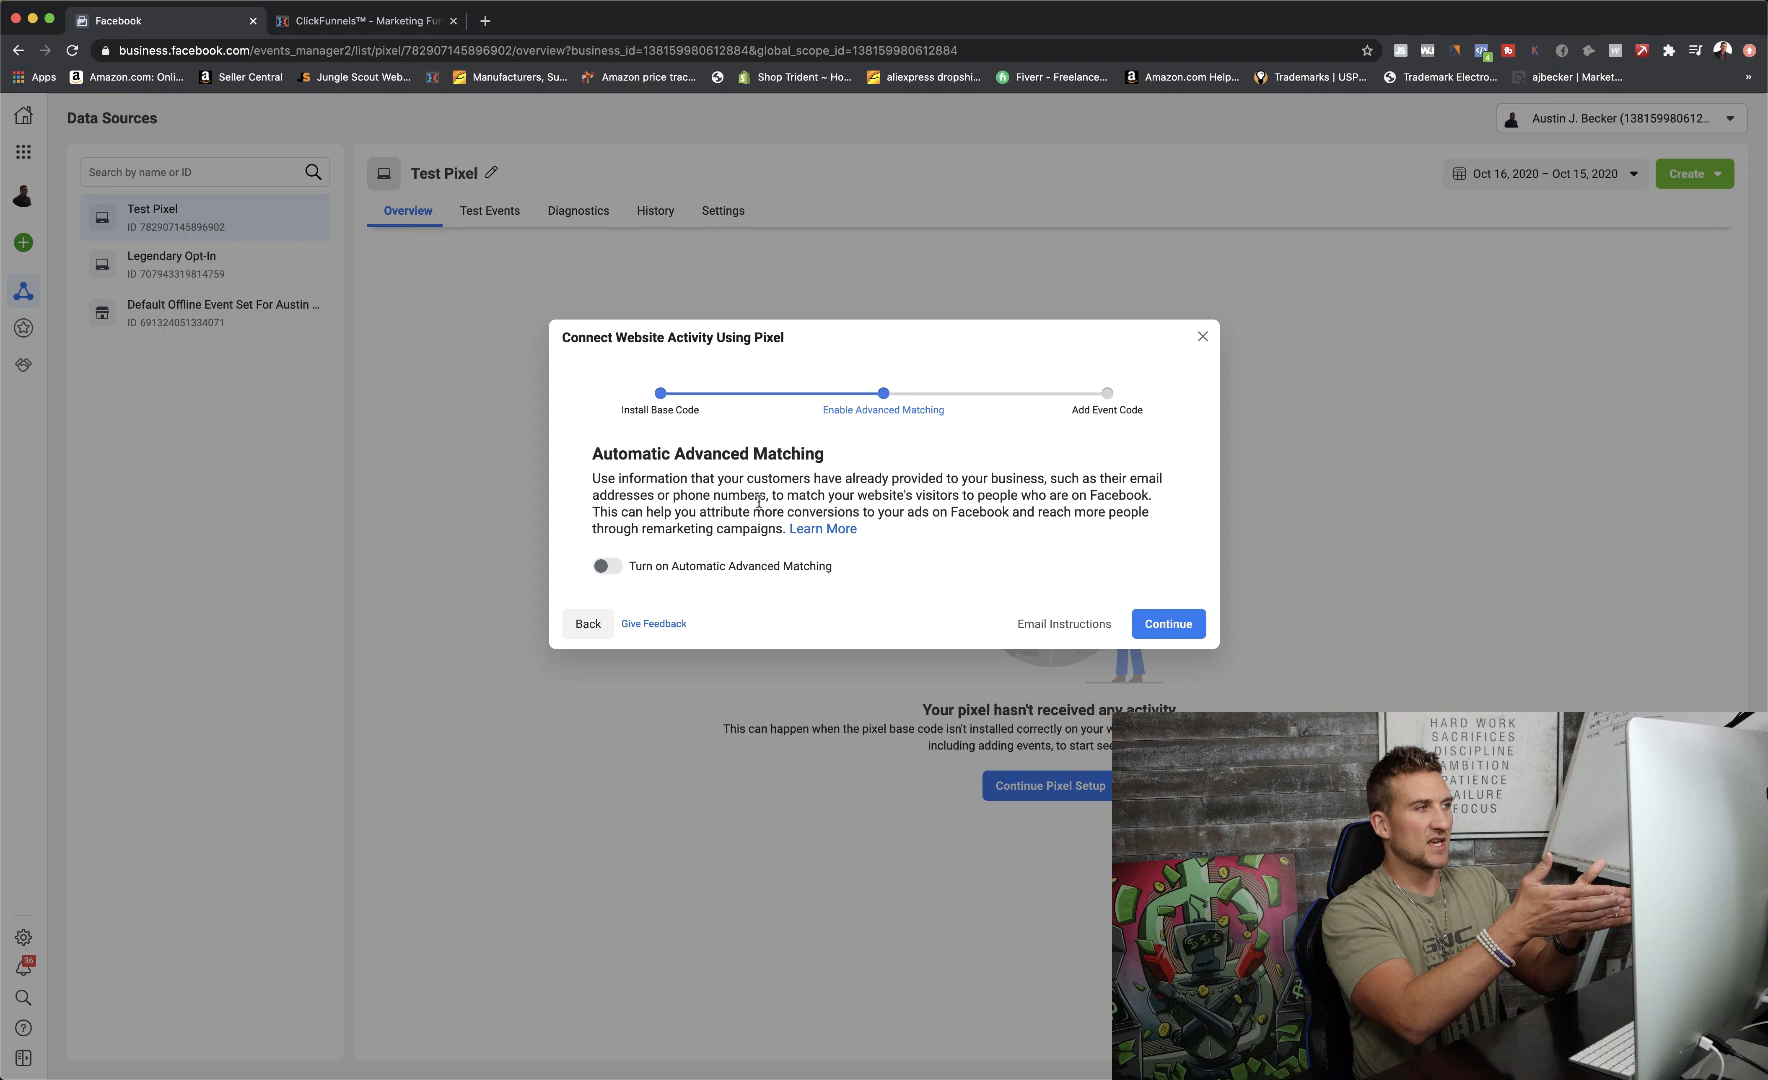 Facebook
ClickFunnels™ - Marketing Fun
business.facebook.com/events_manager2/list/pixel/782907145896902/overview?business_id=138159980612884&global_scope_id=138159980612884
Apps
Amazon.com: Onli...
Seller Central
Jungle Scout Web...
Manufacturers, Su...
Amazon price trac...
Shop Trident ~ Ho...
aliexpress dropshi...
Fiverr - Freelance...
Amazon.com Help...
Trademarks | USP...
Trademark Electro...
ajbecker | Market...
»
Data Sources
Austin J. Becker (138159980612...
Search by name or ID
Test Pixel
Oct 16, 2020 – Oct 15, 2020
Create
Test Pixel
ID 782907145896902
Overview
Test Events
Diagnostics
History
Settings
Legendary Opt-In
ID 707943319814759
Default Offline Event Set For Austin ...
ID 691324051334071
Connect Website Activity Using Pixel
Install Base Code
Enable Advanced Matching
Add Event Code
Automatic Advanced Matching
Use information that your customers have already provided to your business, such as their email
addresses or phone numbers, to match your website's visitors to people who are on Facebook.
This can help you attribute more conversions to your ads on Facebook and reach more people
through remarketing campaigns. Learn More
Turn on Automatic Advanced Matching
Back
Give Feedback
Email Instructions
Continue
Your pixel hasn't received any activity
This can happen when the pixel base code isn't installed correctly on your
including adding events, to start
Continue Pixel Setup
36
HARD WORK
SACRIFICES
DISCIPLINE
AMBITION
PATIENCE
FAILURE
FOCUS
GNC
$$$